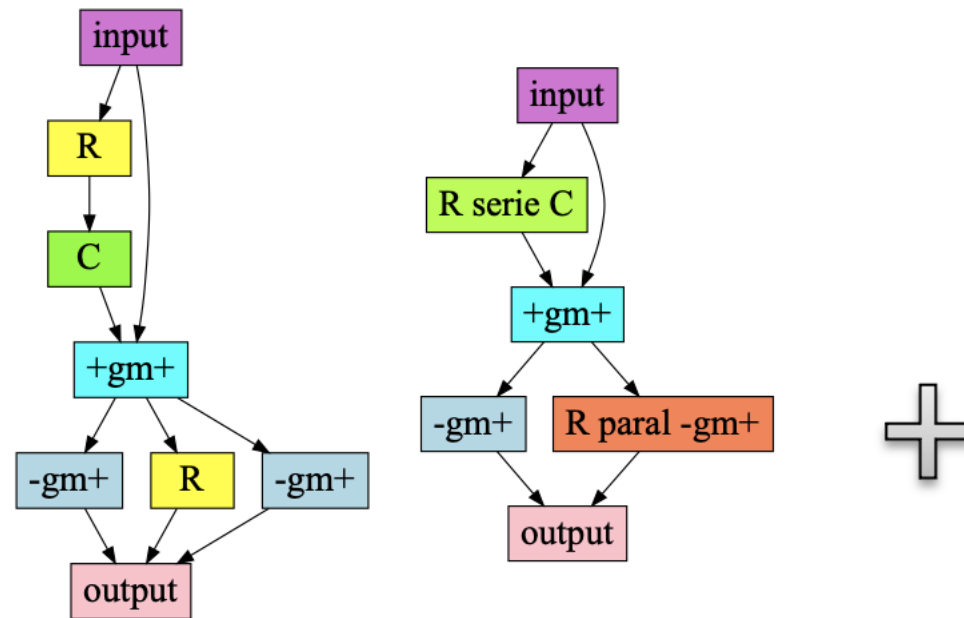 input
R
C
+gm+
-gm+
R
-gm+
output
input
R serie C
+gm+
-gm+
R paral -gm+
output